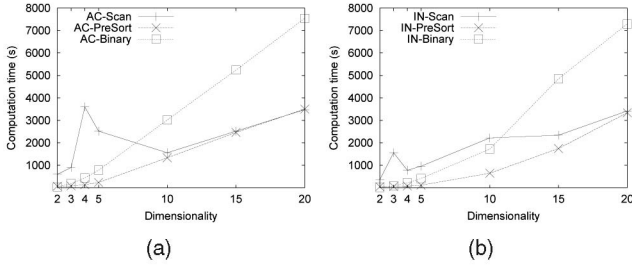 8000
7000
6000
5000
4000
3000
2000
1000
Computation time (s)
AC-Scan
AC-PreSort
AC-Binary
2 3 4 5 10 15 20
Dimensionality
(a)
8000
7000
6000
5000
4000
3000
2000
1000
Computation time (s)
IN-Scan
IN-PreSort
IN-Binary
2 3 4 5 10 15 20
Dimensionality
(b)